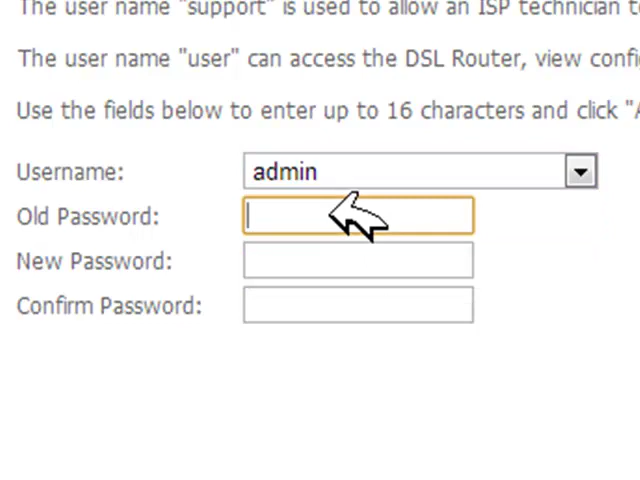 The user name "support" is used to allow an ISP technician
The user name "user" can access the DSL Router, view
Use the fields below to enter up to 16 characters and click
Username: admin
Old Password:
New Password:
Confirm Password: